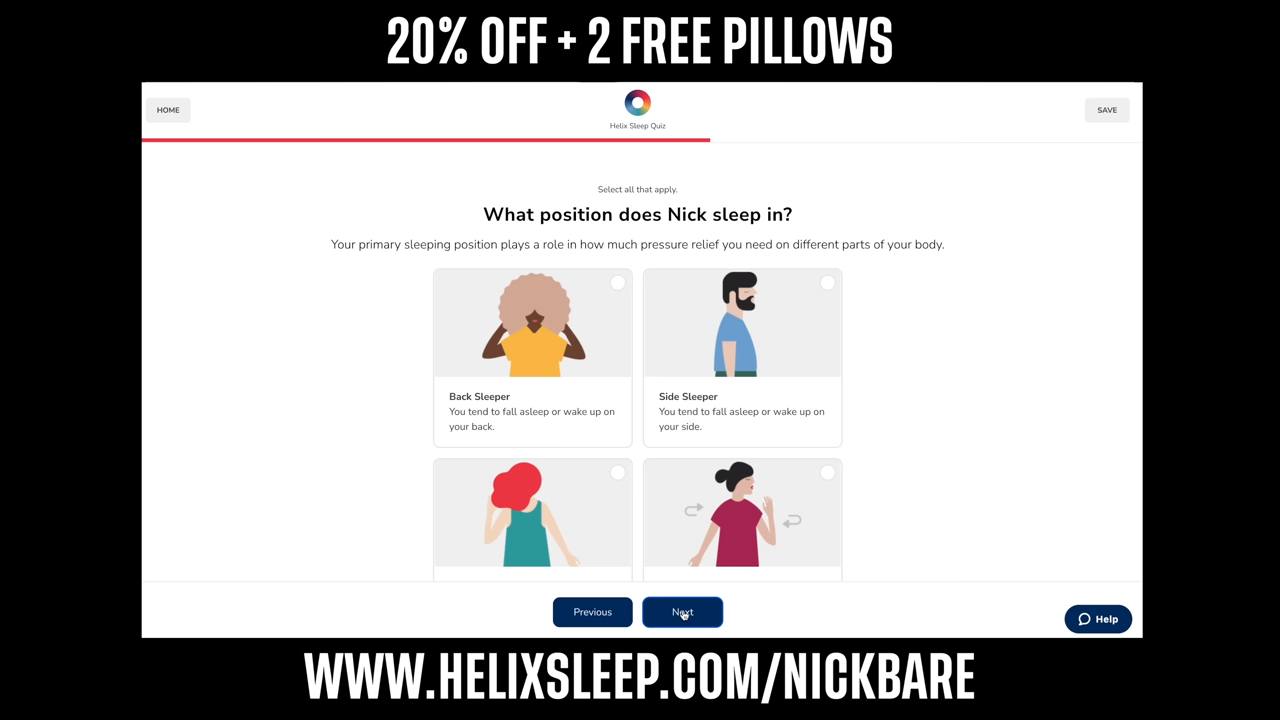 20% OFF + 2 FREE PILLOWS
HOME
Helix Sleep Quiz
SAVE
Select all that apply.
What position does Nick sleep in?
Your primary sleeping position plays a role in how much pressure relief you need on different parts of your body.
Back Sleeper
You tend to fall asleep or wake up on
your back.
Side Sleeper
You tend to fall asleep or wake up on
your side.
Previous
Next
Help
WWW.HELIXSLEEP.COM/NICKBARE